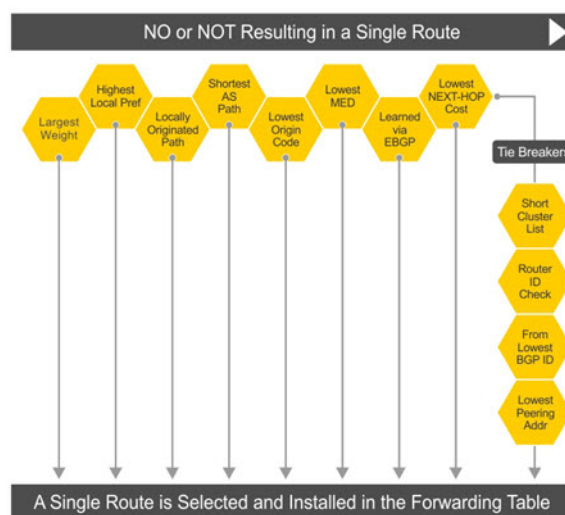 NO or NOT Resulting in a Single Route
Largest
Weight
Highest
Local Pref
Locally
Originated
Path
Shortest
AS
Path
Lowest
Origin
Code
Lowest
MED
Learned
via
EBGP
Lowest
NEXT-HOP
Cost
Tie Breakers
Short
Cluster
List
Router
ID
Check
From
Lowest
BGP ID
Lowest
Peering
Addr
A Single Route is Selected and Installed in the Forwarding Table